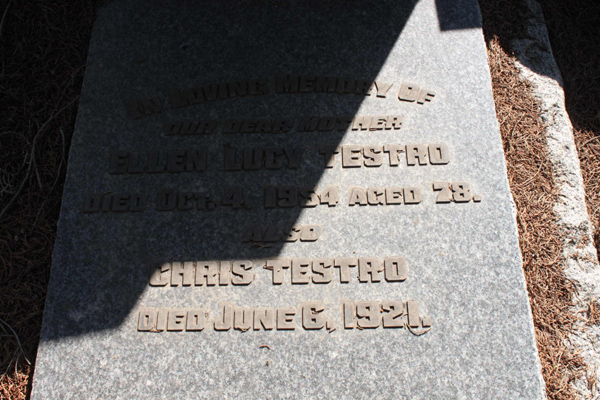 IN LOVING MEMORY OF
OUR DEAR MOTHER
ELLEN LUCY TESTRO
DIED OCT. 4. 1934 AGED 78.
ALSO
CHRIS TESTRO
DIED JUNE 6, 1921.